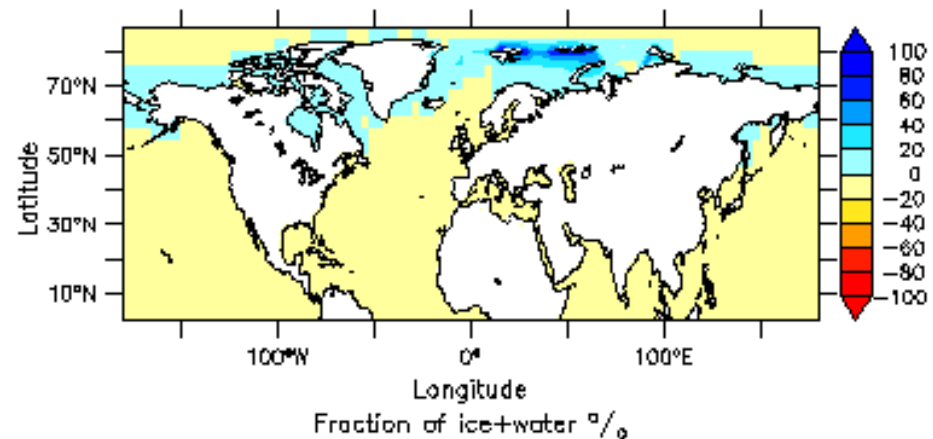 70°N
50°N
30°N
10°N
Latitude
100°W 0° 100°E
Longitude
Fraction of ice+water %
100
80
60
40
20
0
−20
−40
−60
−80
−100